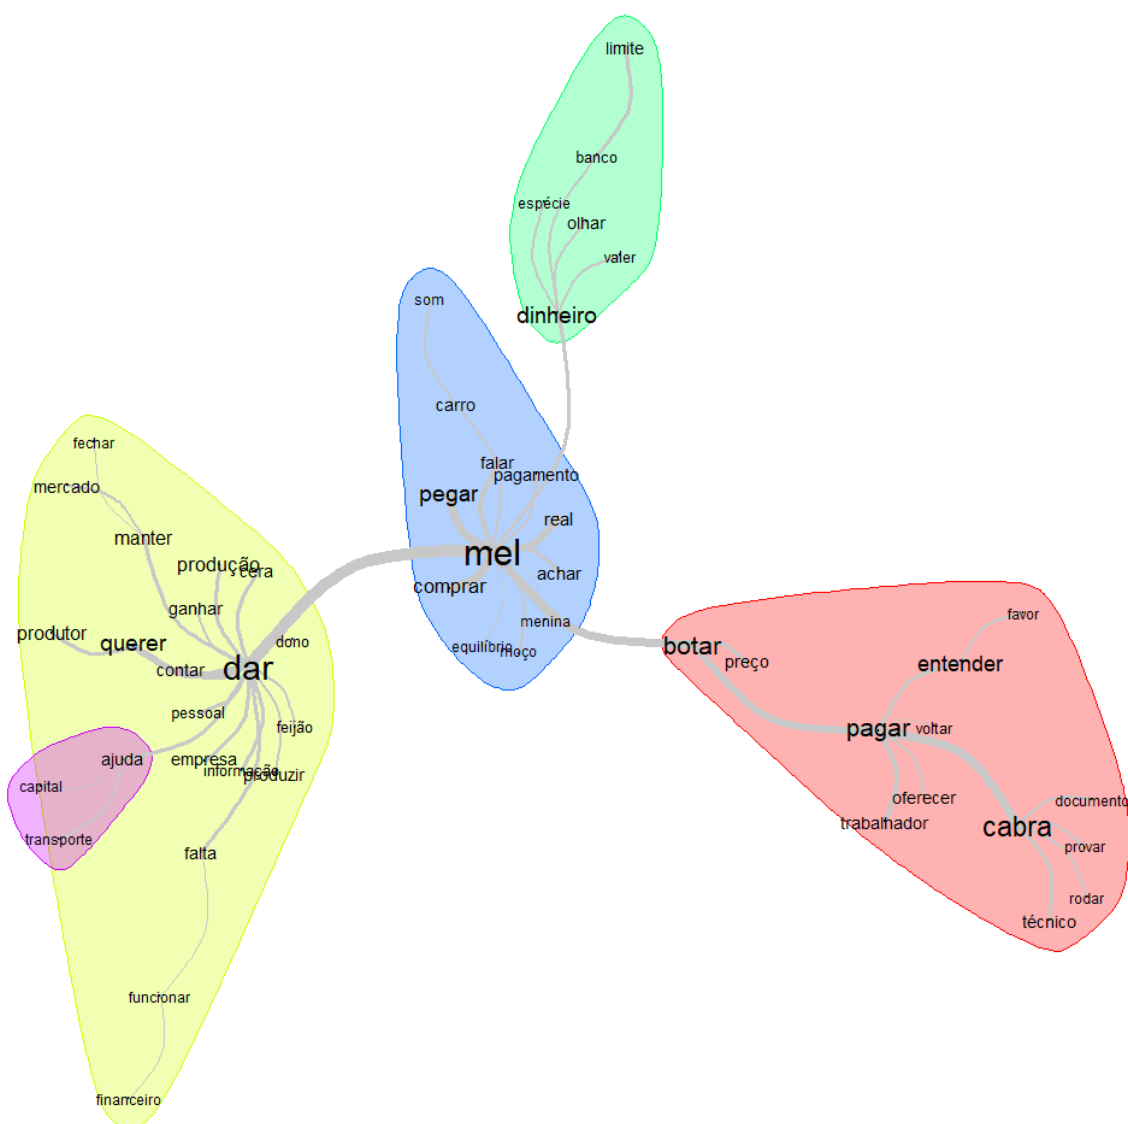 limite
banco
espécie
olhar
valer
dinheiro
som
carro
falar
pagamento
pegar
real
mel
achar
comprar
menina
equilíbrio
moço
fechar
mercado
manter
produção
cera
ganhar
produtor
querer
dono
contar
dar
pessoal
feijão
ajuda
empresa
informação
produzir
capital
transporte
falta
funcionar
financeiro
botar
preço
favor
entender
pagar
voltar
oferecer
trabalhador
documento
cabra
provar
rodar
técnico